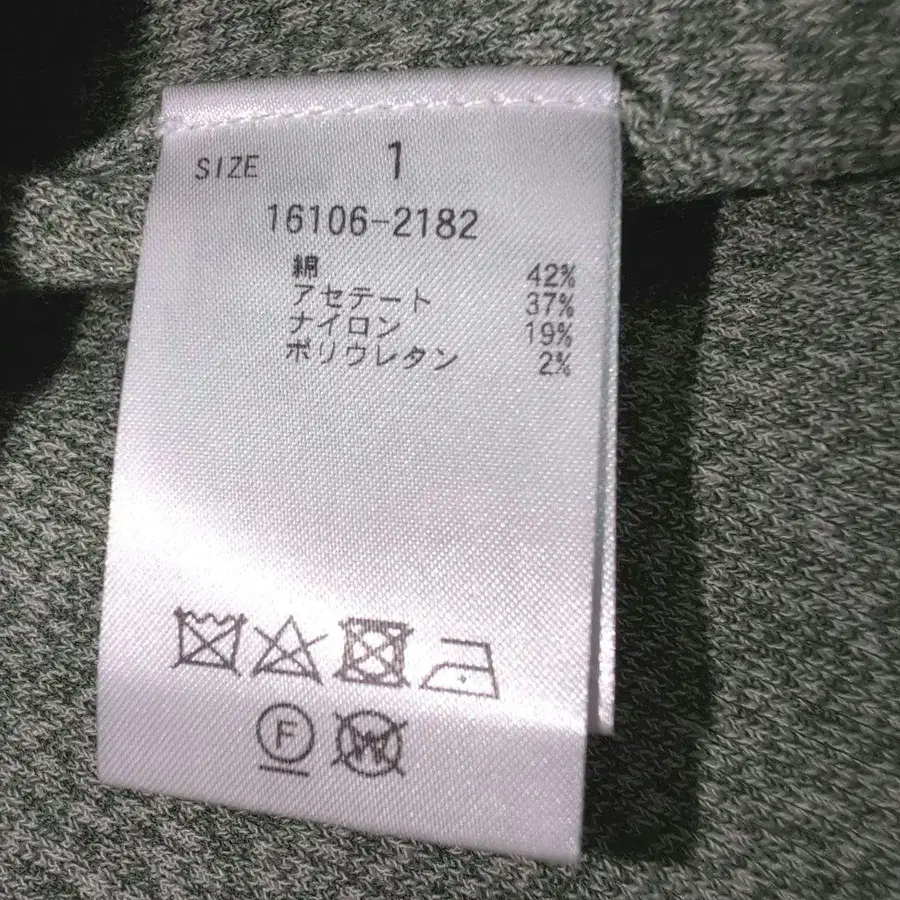 SIZE 1
16106-2182
綿 42%
アセテート 37%
ナイロン 19%
ポリウレタン 2%
F W